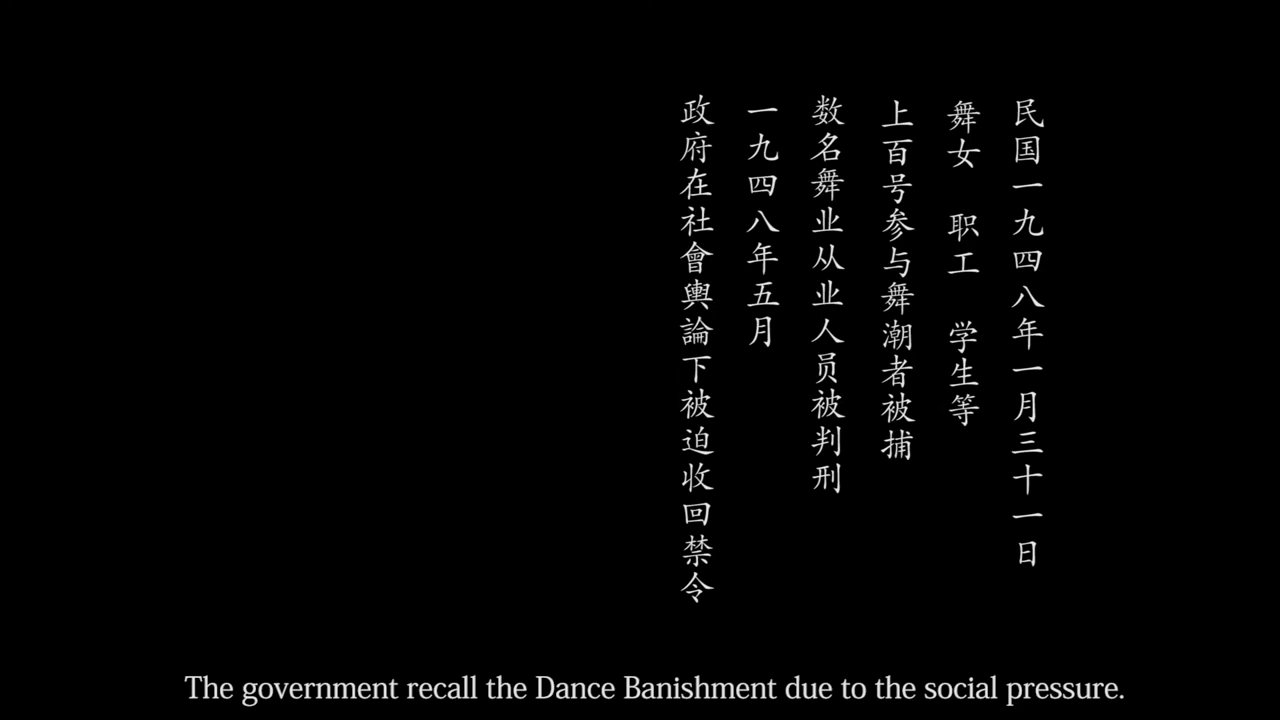 民国一九四八年一月三十一日
舞女 职工 学生等
上百号参与舞潮者被捕
数名舞业从业人员被判刑
一九四八年五月
政府在社會輿論下被迫收回禁令
The government recall the Dance Banishment due to the social pressure.